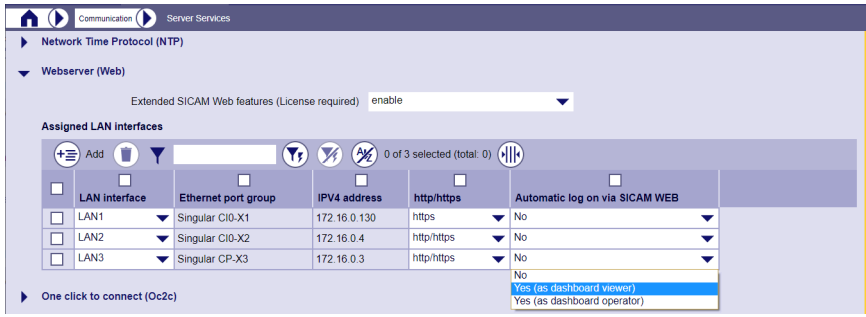 Communication Server Services
Network Time Protocol (NTP)
Webserver (Web)
Extended SICAM Web features (License required) enable
Assigned LAN interfaces
Add 0 of 3 selected (total: 0)
LAN interface Ethernet port group IPV4 address http/https Automatic log on via SICAM WEB
LAN1 Singular CI0-X1 172.16.0.130 https No
LAN2 Singular CI0-X2 172.16.0.4 http/https No
LAN3 Singular CP-X3 172.16.0.3 http/https No
No
Yes (as dashboard viewer)
Yes (as dashboard operator)
One click to connect (Oc2c)